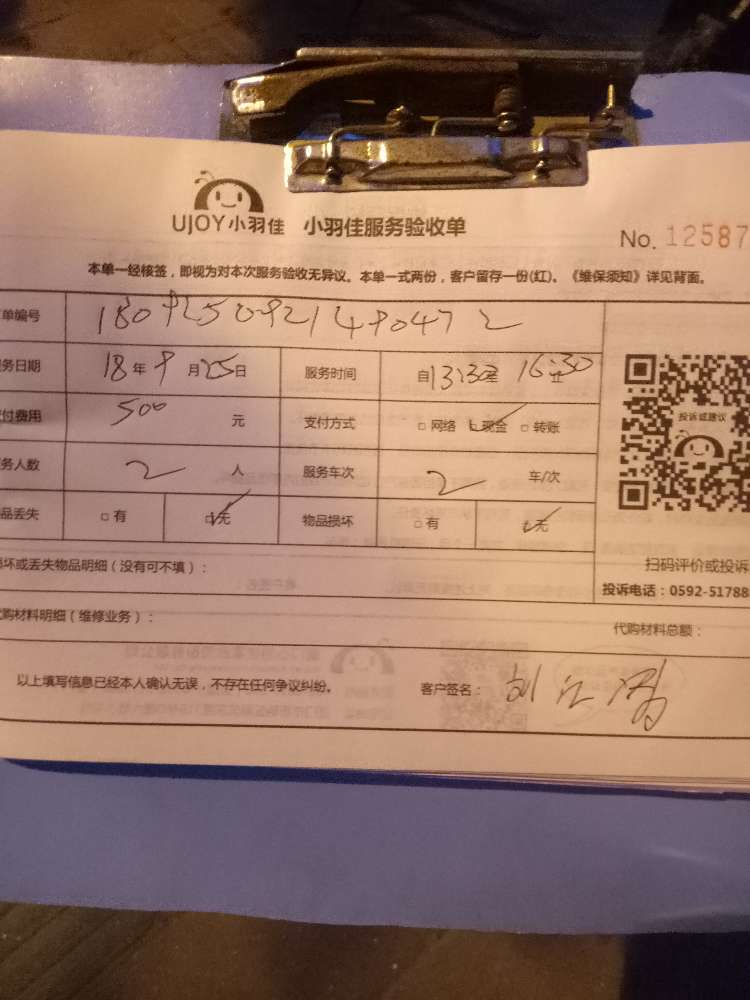 UJOY小羽佳 小羽佳服务验收单
No. 12587
本单一经核签，即视为对本次服务验收无异议。本单一式两份，客户留存一份(红)。《维保须知》详见背面。
单编号 1809250921490472
务日期 18年9月25日 服务时间 自13:30至16:30止
付费用 500 元 支付方式 □网络 ☑现金 □转账
务人数 2 人 服务车次 2 车/次
品丢失 □有 ☑无 物品损坏 □有 ☑无
投诉或建议
扫码评价或投诉
坏或丢失物品明细（没有可不填）：
投诉电话：0592-51788
购材料明细（维修业务）：
代购材料总额：
以上填写信息已经本人确认无误，不存在任何争议纠纷。 客户签名：刘